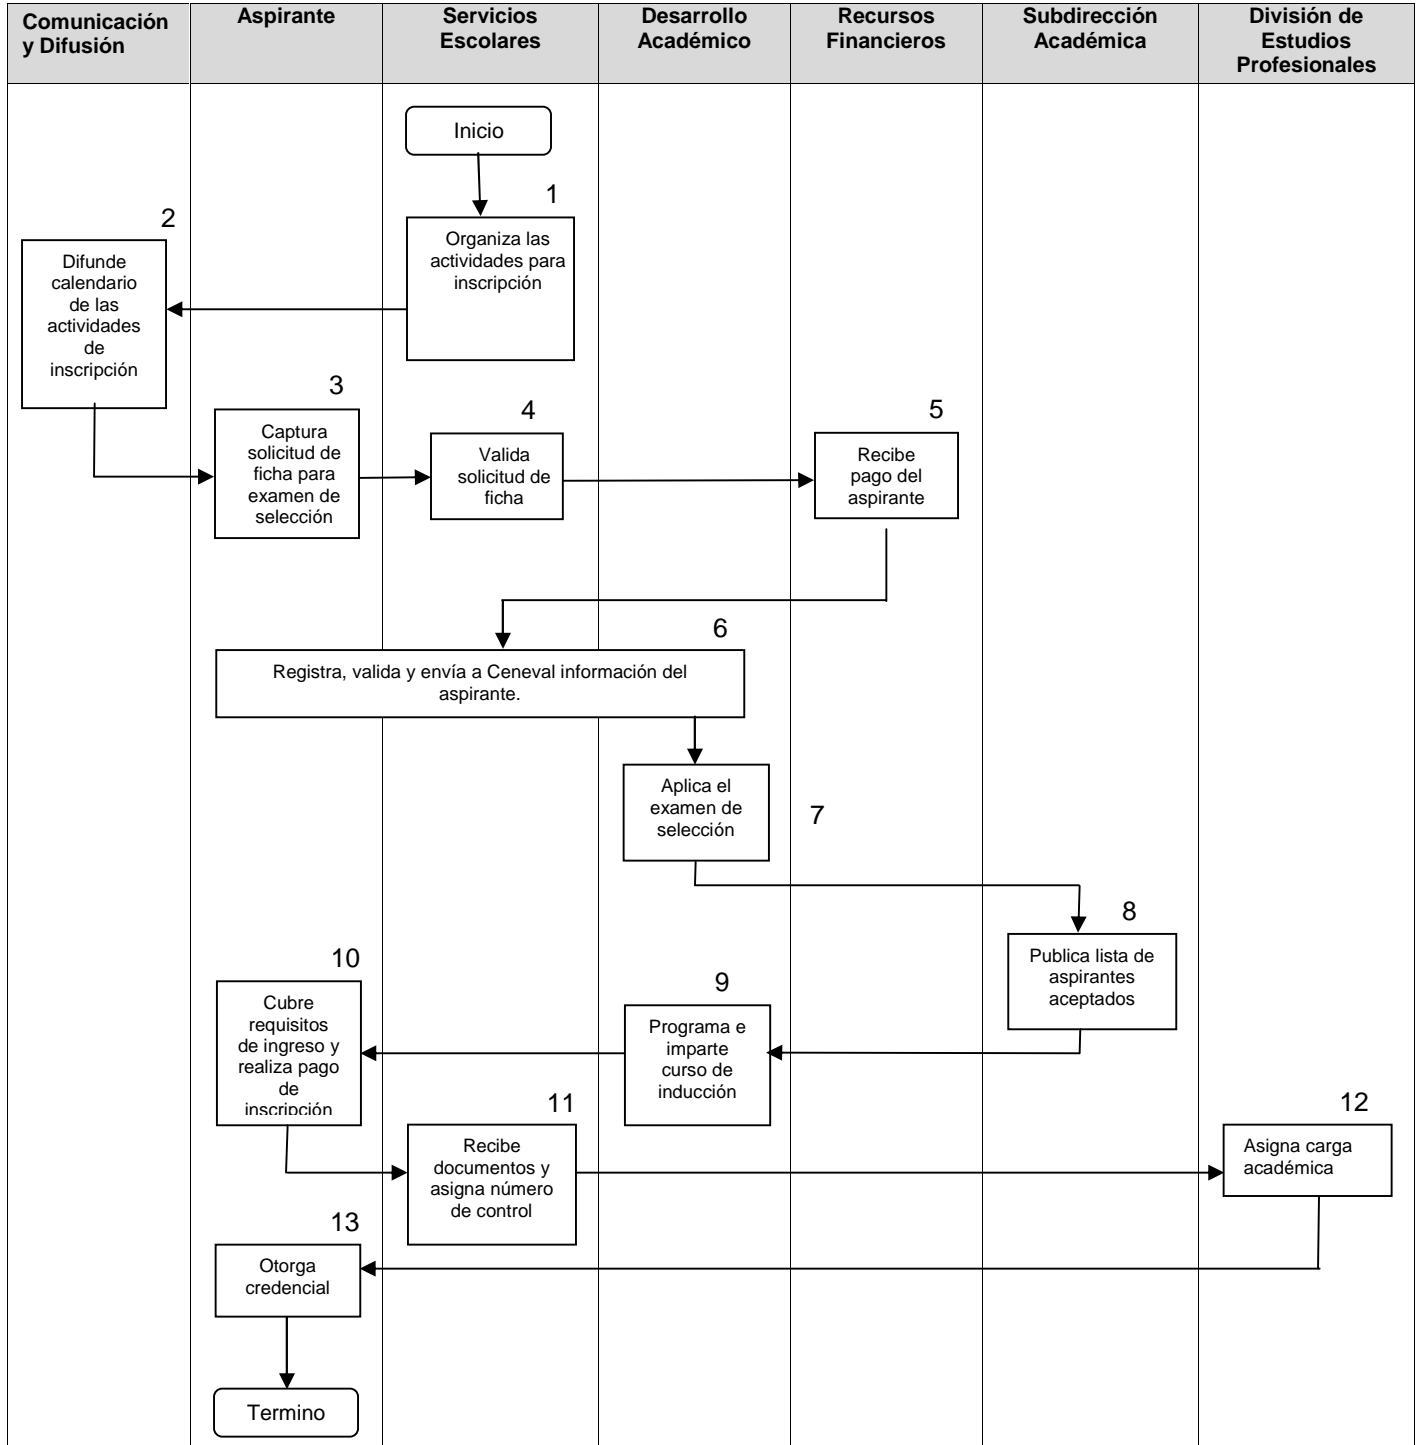 Comunicación
y Difusión
Aspirante
Servicios
Escolares
Desarrollo
Académico
Recursos
Financieros
Subdirección
Académica
División de
Estudios
Profesionales
Inicio
1
Organiza las
actividades para
inscripción
2
Difunde
calendario
de las
actividades
de
inscripción
3
Captura
solicitud de
ficha para
examen de
selección
4
Valida
solicitud de
ficha
5
Recibe
pago del
aspirante
6
Registra, valida y envía a Ceneval información del
aspirante.
Aplica el
examen de
selección
7
8
Publica lista de
aspirantes
aceptados
9
Programa e
imparte
curso de
inducción
10
Cubre
requisitos
de ingreso y
realiza pago
de
inscripción
11
Recibe
documentos y
asigna número
de control
12
Asigna carga
académica
13
Otorga
credencial
Termino